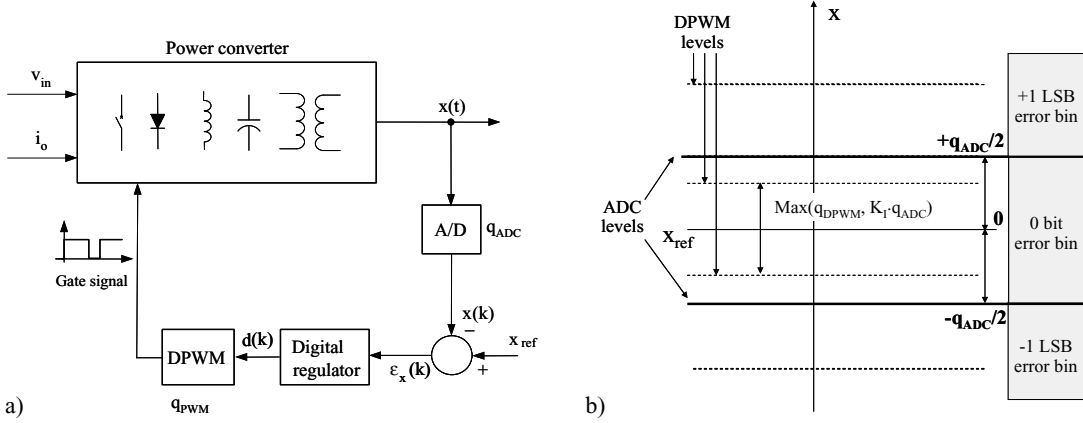 Power converter
v_in
i_o
x(t)
A/D
q_ADC
Gate signal
x(k)
−
x_ref
+
ε_x(k)
Digital
regulator
d(k)
DPWM
q_PWM
a)
x
DPWM
levels
+1 LSB
error bin
+q_ADC/2
Max(q_DPWM, K_I·q_ADC)
ADC
levels
0
x_ref
0 bit
error bin
-q_ADC/2
-1 LSB
error bin
b)